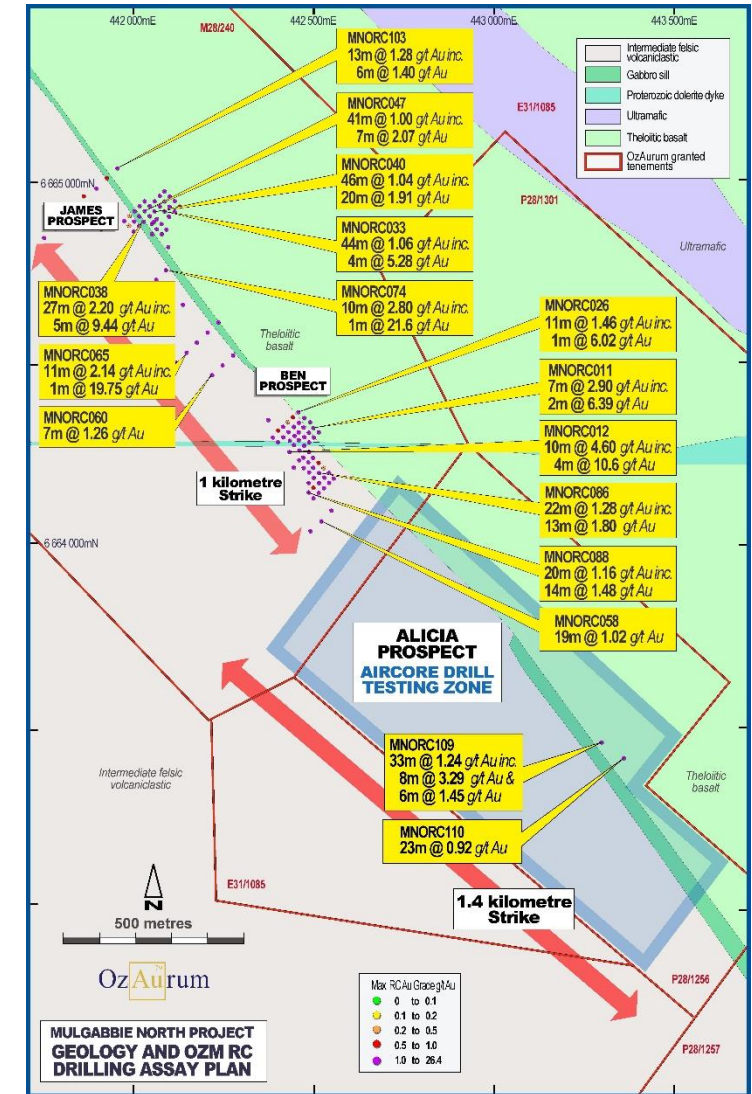 442 000mE
442 500mE
443 000mE
443 500mE
M28/240
MNORC103
13m @ 1.28 g/t Au inc.
6m @ 1.40 g/t Au
Intermediate felsic
volcaniclastic
Gabbro sill
Proterozoic dolerite dyke
Ultramafic
Theloiitic basalt
OzAurum granted
tenements
E31/1085
MNORC047
41m @ 1.00 g/t Au inc.
7m @ 2.07 g/t Au
MNORC040
46m @ 1.04 g/t Au inc.
20m @ 1.91 g/t Au
P28/1301
6 665 000mN
JAMES
PROSPECT
MNORC033
44m @ 1.06 g/t Au inc.
4m @ 5.28 g/t Au
Ultramafic
MNORC038
27m @ 2.20 g/t Au inc.
5m @ 9.44 g/t Au
MNORC074
10m @ 2.80 g/t Au inc.
1m @ 21.6 g/t Au
MNORC026
11m @ 1.46 g/t Au inc.
1m @ 6.02 g/t Au
Theloiitic
basalt
MNORC065
11m @ 2.14 g/t Au inc.
1m @ 19.75 g/t Au
BEN
PROSPECT
MNORC011
7m @ 2.90 g/t Au inc.
2m @ 6.39 g/t Au
MNORC060
7m @ 1.26 g/t Au
MNORC012
10m @ 4.60 g/t Au inc.
4m @ 10.6 g/t Au
1 kilometre
Strike
MNORC086
22m @ 1.28 g/t Au inc.
13m @ 1.80 g/t Au
6 664 000mN
MNORC088
20m @ 1.16 g/t Au inc.
14m @ 1.48 g/t Au
MNORC058
19m @ 1.02 g/t Au
ALICIA
PROSPECT
AIRCORE DRILL
TESTING ZONE
MNORC109
33m @ 1.24 g/t Au inc.
8m @ 3.29 g/t Au &
6m @ 1.45 g/t Au
Intermediate felsic
volcaniclastic
Theloiitic
basalt
MNORC110
23m @ 0.92 g/t Au
E31/1085
N
500 metres
1.4 kilometre
Strike
OzAurum
TM
Max RC Au Grace g/t Au
0 to 0.1
0.1 to 0.2
0.2 to 0.5
0.5 to 1.0
1.0 to 26.4
P28/1256
P28/1257
MULGABBIE NORTH PROJECT
GEOLOGY AND OZM RC
DRILLING ASSAY PLAN